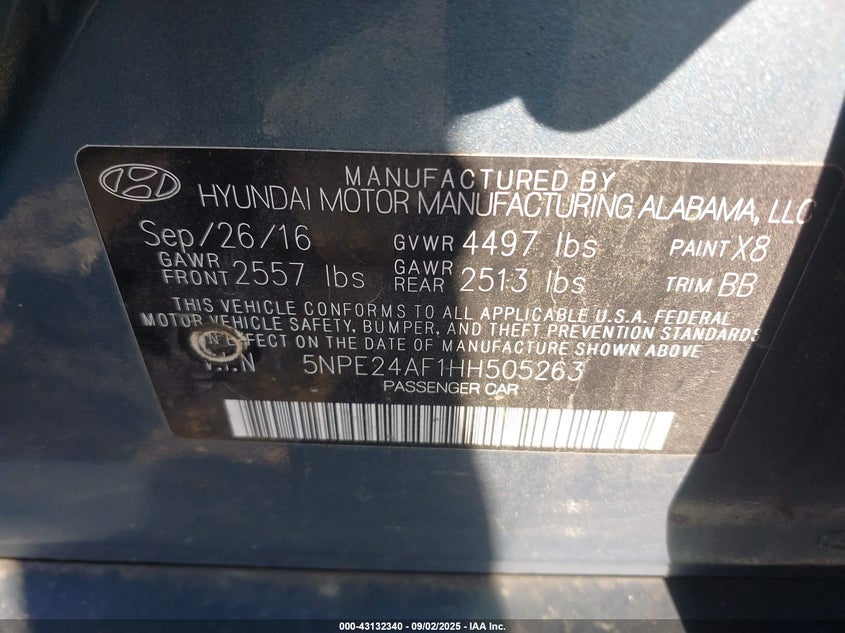 MANUFACTURED BY
HYUNDAI MOTOR MANUFACTURING ALABAMA, LLC
Sep/26/16 GVWR 4497 lbs PAINT X8
GAWR FRONT 2557 lbs GAWR REAR 2513 lbs TRIM BB
THIS VEHICLE CONFORMS TO ALL APPLICABLE U.S.A. FEDERAL
MOTOR VEHICLE SAFETY, BUMPER, AND THEFT PREVENTION STANDARDS
IN EFFECT ON THE DATE OF MANUFACTURE SHOWN ABOVE
V.I.N 5NPE24AF1HH505263
PASSENGER CAR
000-43132340 - 09/02/2025 - IAA Inc.